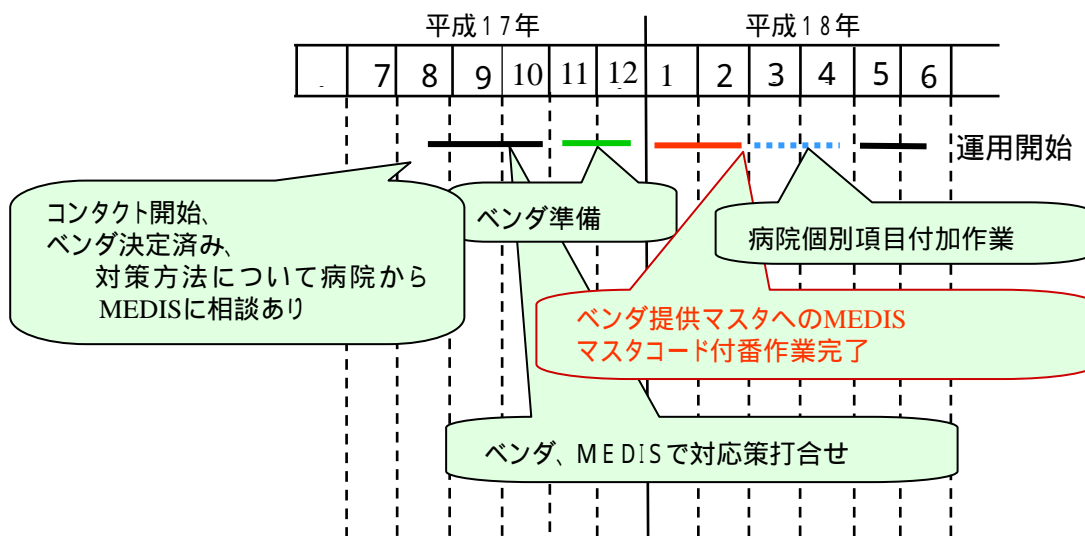 平成17年 平成18年
7 8 9 10 11 12 1 2 3 4 5 6
運用開始
コンタクト開始、
ベンダ決定済み、
対策方法について病院から
MEDISに相談あり
ベンダ準備
病院個別項目付加作業
ベンダ提供マスタへのMEDIS
マスタコード付番作業完了
ベンダ、MEDISで対応策打合せ